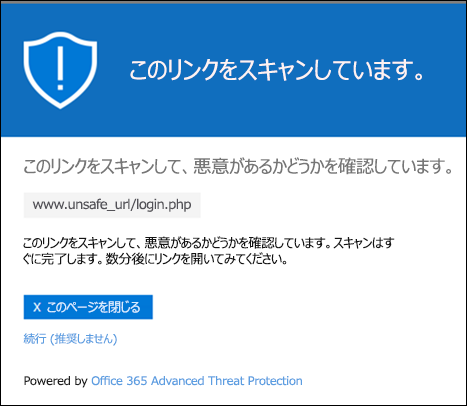 このリンクをスキャンしています。
このリンクをスキャンして、悪意があるかどうかを確認しています。
www.unsafe_url/login.php
このリンクをスキャンして、悪意があるかどうかを確認しています。スキャンはす
ぐに完了します。数分後にリンクを開いてみてください。
X このページを閉じる
続行 (推奨しません)
Powered by Office 365 Advanced Threat Protection